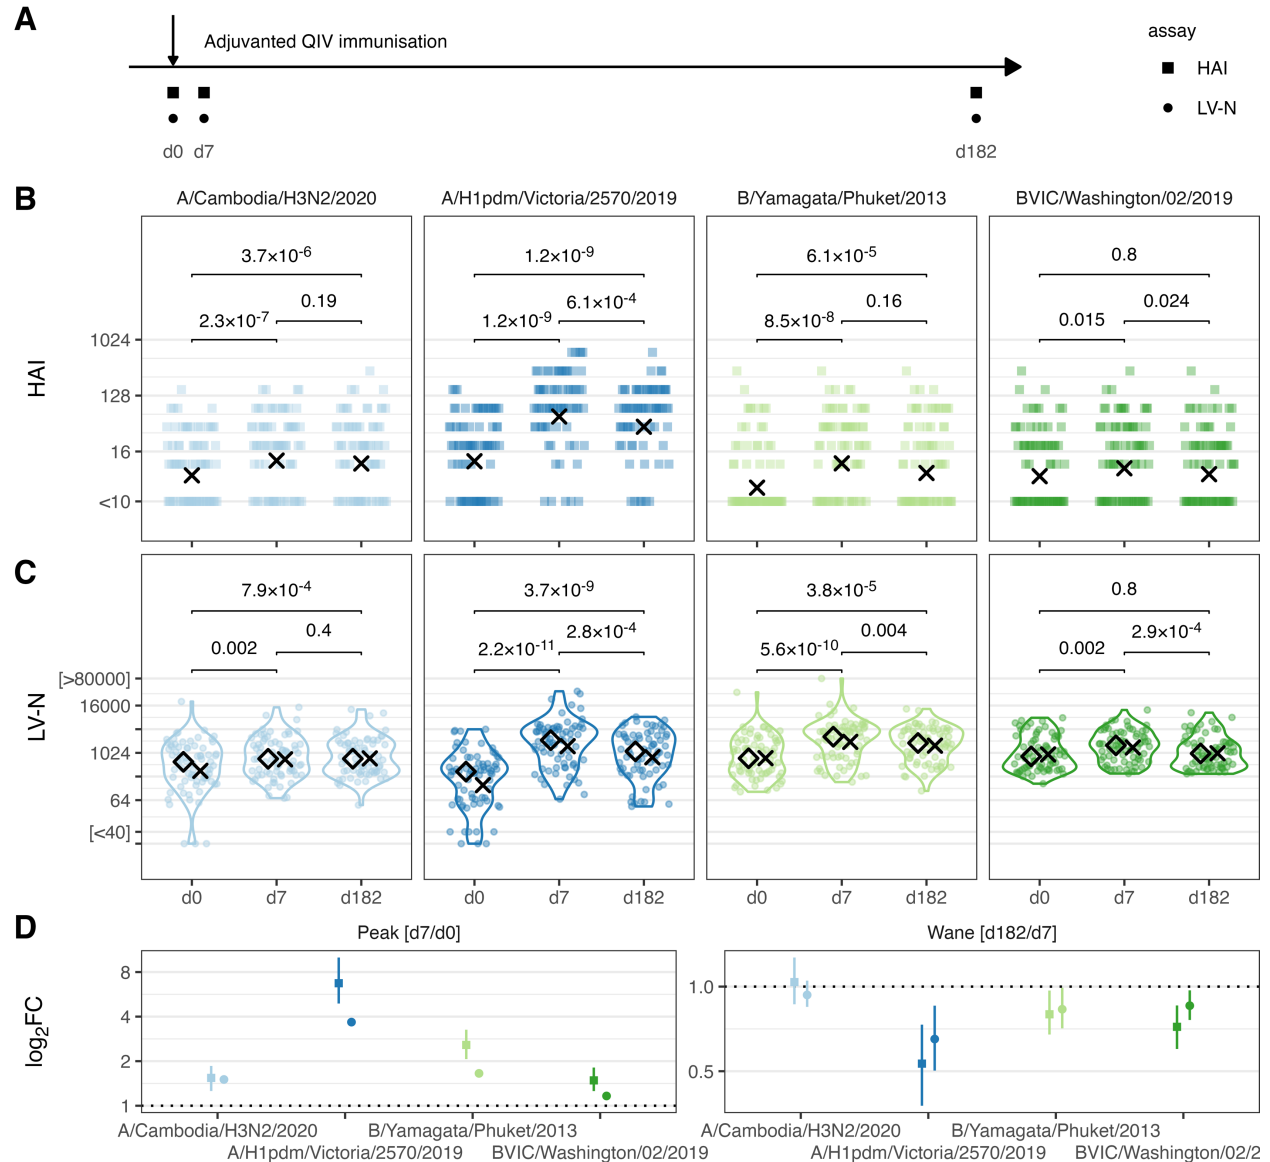 A
Adjuvanted QIV immunisation
assay
HAI
LV-N
d0 d7 d182
B
A/Cambodia/H3N2/2020 A/H1pdm/Victoria/2570/2019 B/Yamagata/Phuket/2013 BVIC/Washington/02/2019
HAI
3.7×10-6 1.2×10-9 6.1×10-5 0.8
0.19 6.1×10-4 0.16 0.024
2.3×10-7 1.2×10-9 8.5×10-8 0.015
1024
128
16
<10
C
LV-N
7.9×10-4 3.7×10-9 3.8×10-5 0.8
0.4 2.8×10-4 0.004 2.9×10-4
0.002 2.2×10-11 5.6×10-10 0.002
[>80000]
16000
1024
64
[<40]
d0 d7 d182 d0 d7 d182 d0 d7 d182 d0 d7 d182
D
Peak [d7/d0] Wane [d182/d7]
log2FC
8
4
2
1
1.0
0.5
A/Cambodia/H3N2/2020 B/Yamagata/Phuket/2013 A/Cambodia/H3N2/2020 B/Yamagata/Phuket/2013
A/H1pdm/Victoria/2570/2019 BVIC/Washington/02/2019 A/H1pdm/Victoria/2570/2019 BVIC/Washington/02/2